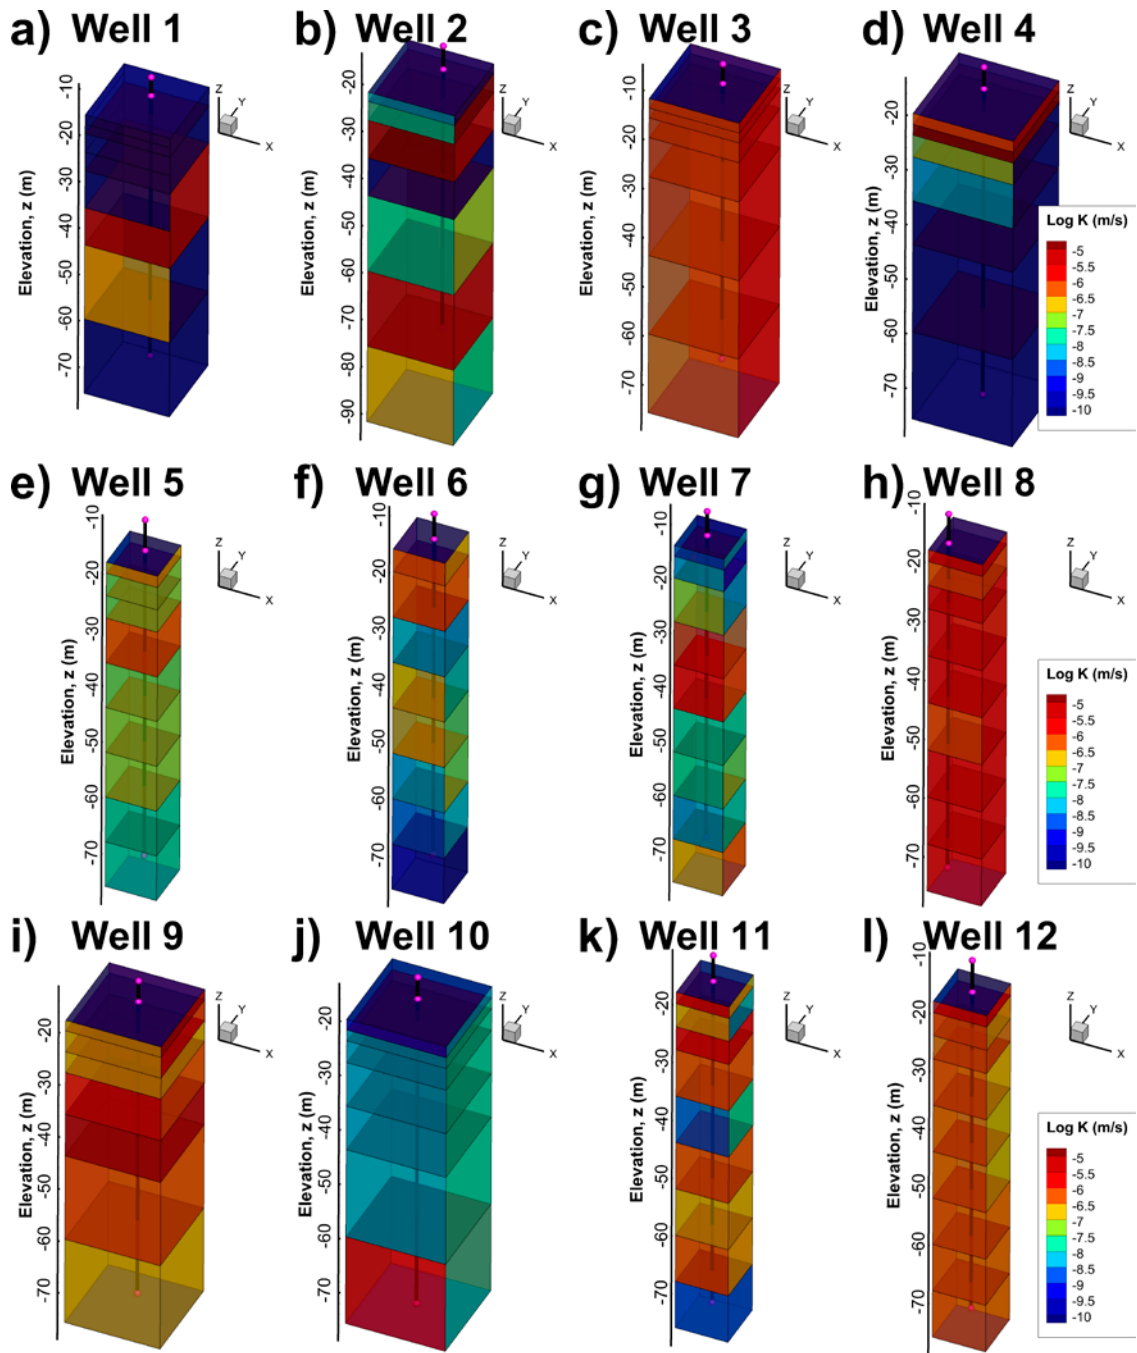 a) Well 1
b) Well 2
c) Well 3
d) Well 4
Elevation, z (m)
-10
-20
-30
-40
-50
-60
-70
Z
Y
X
Elevation, z (m)
-20
-30
-40
-50
-60
-70
-80
-90
Z
Y
X
Elevation, z (m)
-10
-20
-30
-40
-50
-60
-70
Z
Y
X
Elevation, z (m)
-20
-30
-40
-50
-60
-70
Z
Y
X
Log K (m/s)
-5
-5.5
-6
-6.5
-7
-7.5
-8
-8.5
-9
-9.5
-10
e) Well 5
f) Well 6
g) Well 7
h) Well 8
Elevation, z (m)
-10
-20
-30
-40
-50
-60
-70
Z
Y
X
Elevation, z (m)
-10
-20
-30
-40
-50
-60
-70
Z
Y
X
Elevation, z (m)
-10
-20
-30
-40
-50
-60
-70
Z
Y
X
Elevation, z (m)
-10
-20
-30
-40
-50
-60
-70
Z
Y
X
Log K (m/s)
-5
-5.5
-6
-6.5
-7
-7.5
-8
-8.5
-9
-9.5
-10
i) Well 9
j) Well 10
k) Well 11
l) Well 12
Elevation, z (m)
-20
-30
-40
-50
-60
-70
Z
Y
X
Elevation, z (m)
-20
-30
-40
-50
-60
-70
Z
Y
X
Elevation, z (m)
-20
-30
-40
-50
-60
-70
Z
Y
X
Elevation, z (m)
-10
-20
-30
-40
-50
-60
-70
Z
Y
X
Log K (m/s)
-5
-5.5
-6
-6.5
-7
-7.5
-8
-8.5
-9
-9.5
-10